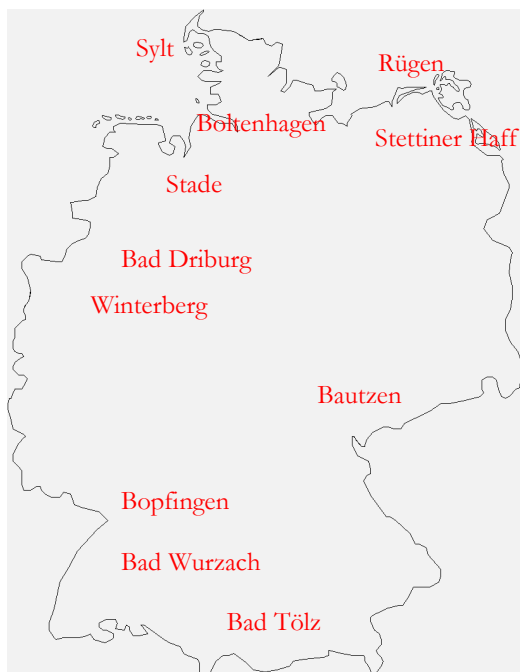 Sylt
Rügen
Boltenhagen
Stettiner Haff
Stade
Bad Driburg
Winterberg
Bautzen
Bopfingen
Bad Wurzach
Bad Tölz